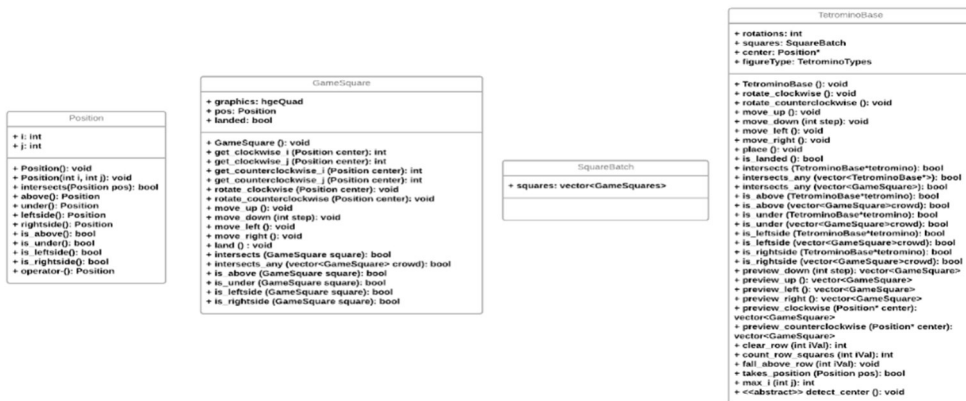 Position
+ i: int
+ j: int
+ Position(): void
+ Position(int i, int j): void
+ intersects(Position pos): bool
+ above(): Position
+ under(): Position
+ leftside(): Position
+ rightside(): Position
+ is_above(): bool
+ is_under(): bool
+ is_leftside(): bool
+ is_rightside(): bool
+ operator-(): Position
GameSquare
+ graphics: hgeQuad
+ pos: Position
+ landed: bool
+ GameSquare (): void
+ get_clockwise_i (Position center): int
+ get_clockwise_j (Position center): int
+ get_counterclockwise_i (Position center): int
+ get_counterclockwise_j (Position center): int
+ rotate_clockwise (Position center): void
+ rotate_counterclockwise (Position center): void
+ move_up (): void
+ move_down (int step): void
+ move_left (): void
+ move_right (): void
+ land () : void
+ intersects (GameSquare square): bool
+ intersects_any (vector<GameSquare> crowd): bool
+ is_above (GameSquare square): bool
+ is_under (GameSquare square): bool
+ is_leftside (GameSquare square): bool
+ is_rightside (GameSquare square): bool
SquareBatch
+ squares: vector<GameSquares>
TetrominoBase
+ rotations: int
+ squares: SquareBatch
+ center: Position*
+ figureType: TetrominoTypes
+ TetrominoBase (): void
+ rotate_clockwise (): void
+ rotate_counterclockwise (): void
+ move_up (): void
+ move_down (int step): void
+ move_left (): void
+ move_right (): void
+ place (): void
+ is_landed (): bool
+ intersects (TetrominoBase*tetromino): bool
+ intersects_any (vector<TetrominoBase*>): bool
+ intersects_any (vector<GameSquare>): bool
+ is_above (TetrominoBase*tetromino): bool
+ is_above (vector<GameSquare>crowd): bool
+ is_under (TetrominoBase*tetromino): bool
+ is_under (vector<GameSquare>crowd): bool
+ is_leftside (TetrominoBase*tetromino): bool
+ is_leftside (vector<GameSquare>crowd): bool
+ is_rightside (TetrominoBase*tetromino): bool
+ is_rightside (vector<GameSquare>crowd): bool
+ preview_down (int step): vector<GameSquare>
+ preview_up (): vector<GameSquare>
+ preview_left (): vector<GameSquare>
+ preview_right (): vector<GameSquare>
+ preview_clockwise (Position* center):
vector<GameSquare>
+ preview_counterclockwise (Position* center):
vector<GameSquare>
+ clear_row (int iVal): int
+ count_row_squares (int iVal): int
+ fall_above_row (int iVal): void
+ takes_position (Position pos): bool
+ max_i (int j): int
+ <<abstract>> detect_center (): void